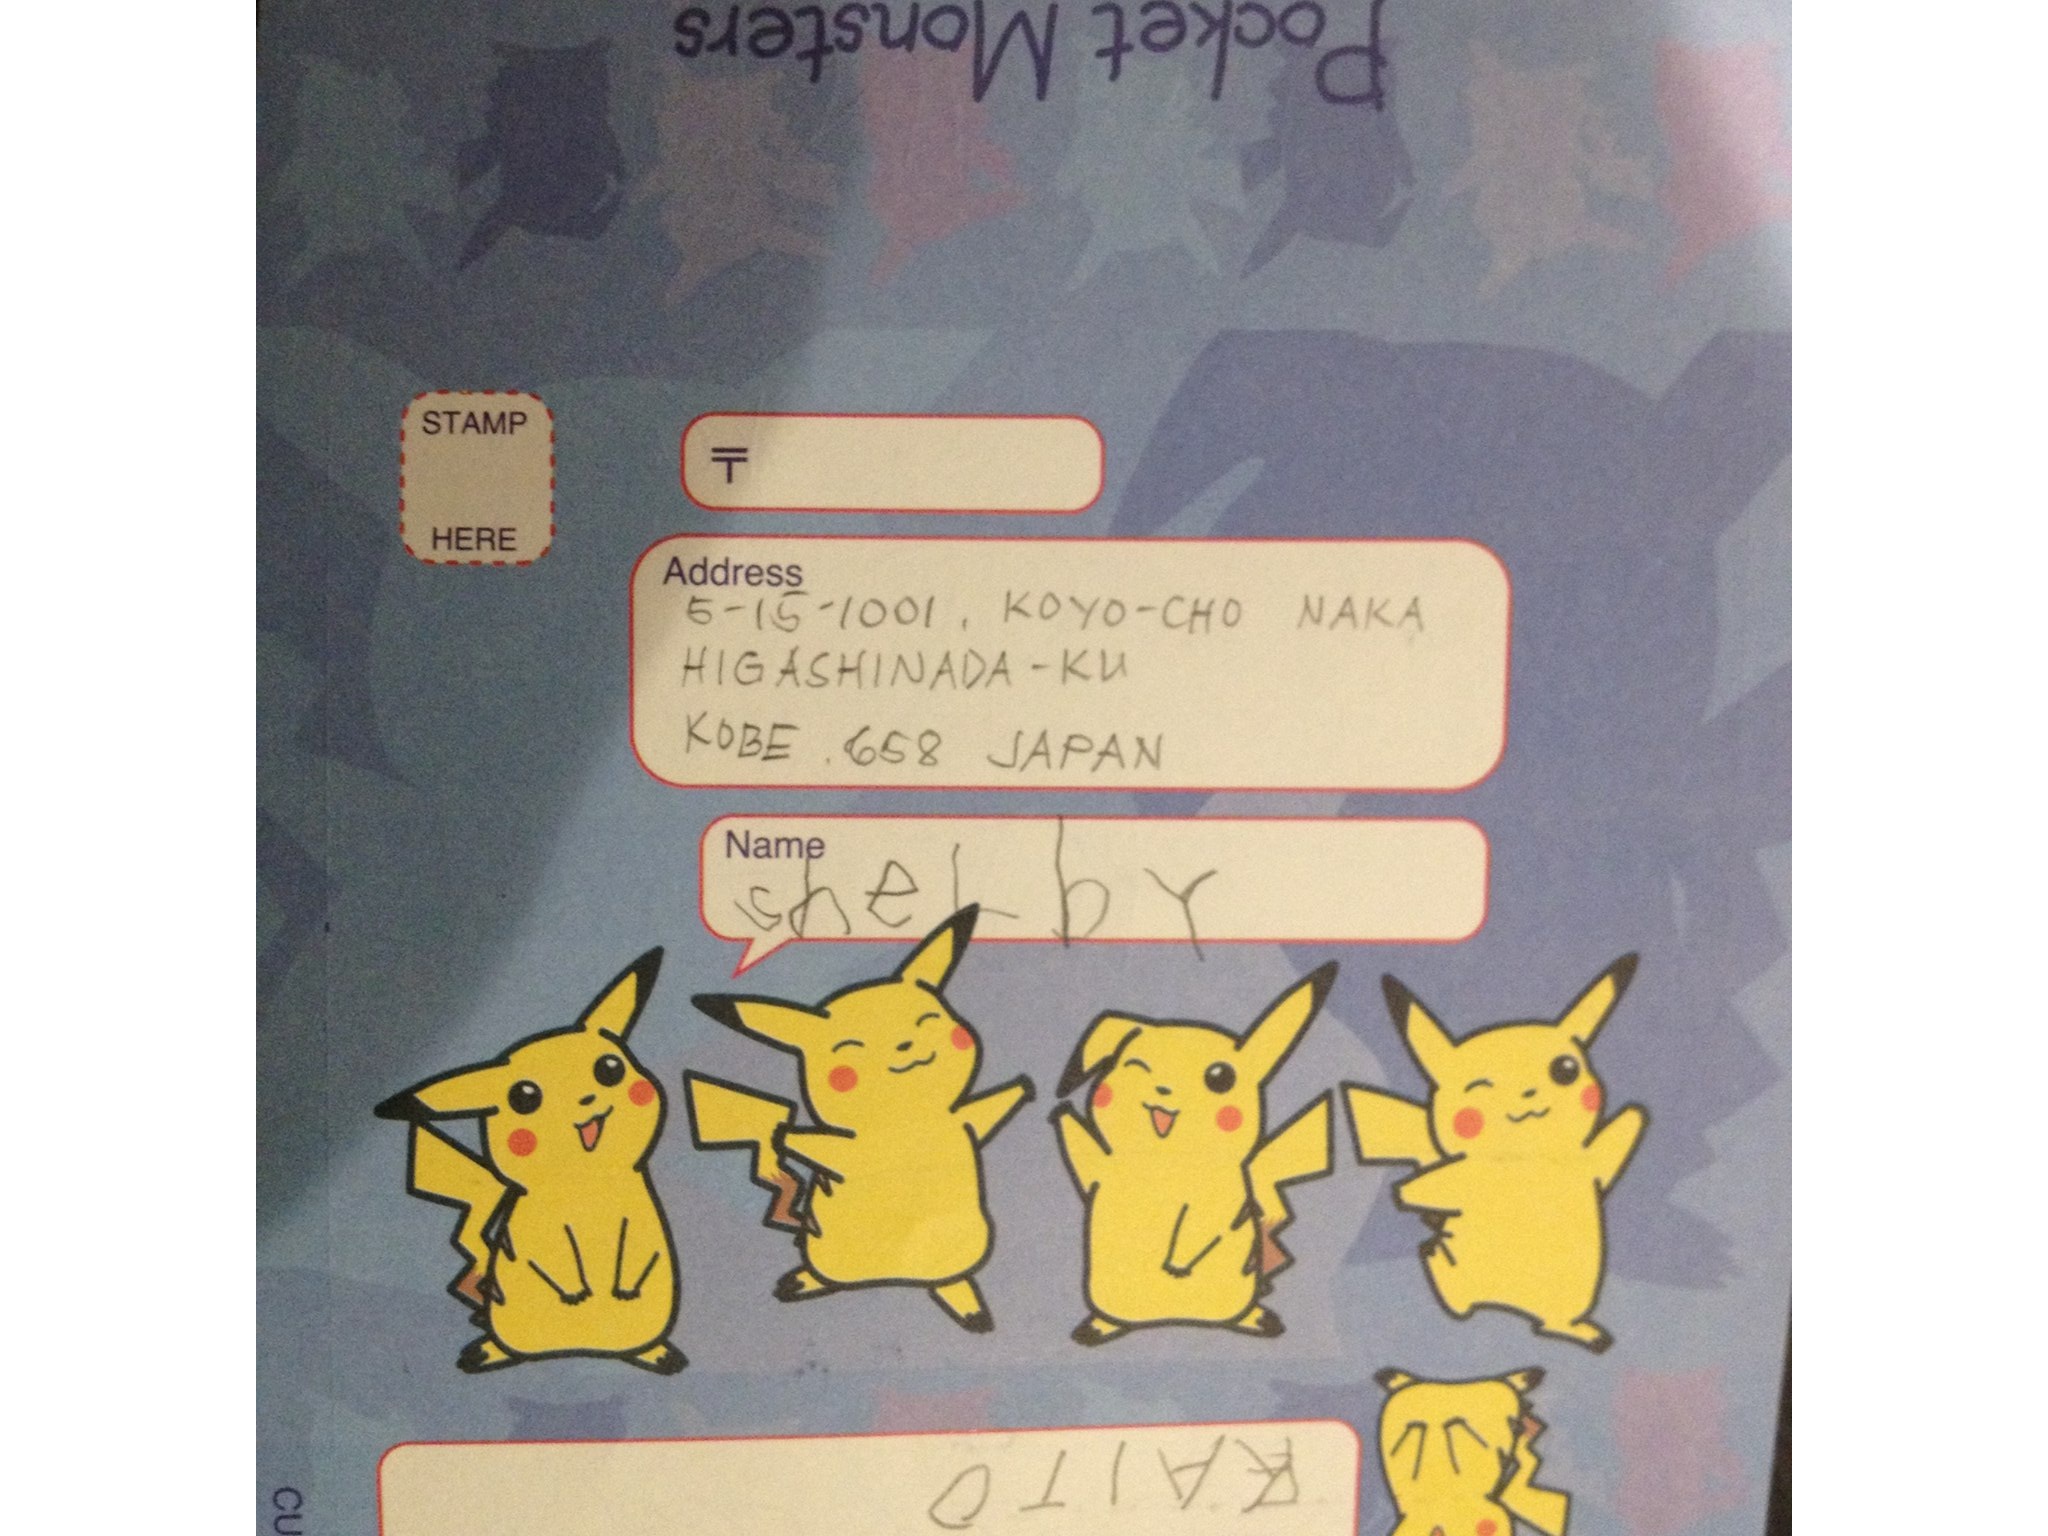 Pocket Monsters
STAMP
HERE
〒
Address
5-15-1001, KOYO-CHO NAKA
HIGASHINADA-KU
KOBE . 658 JAPAN
Name
shelby
KAITO
CU